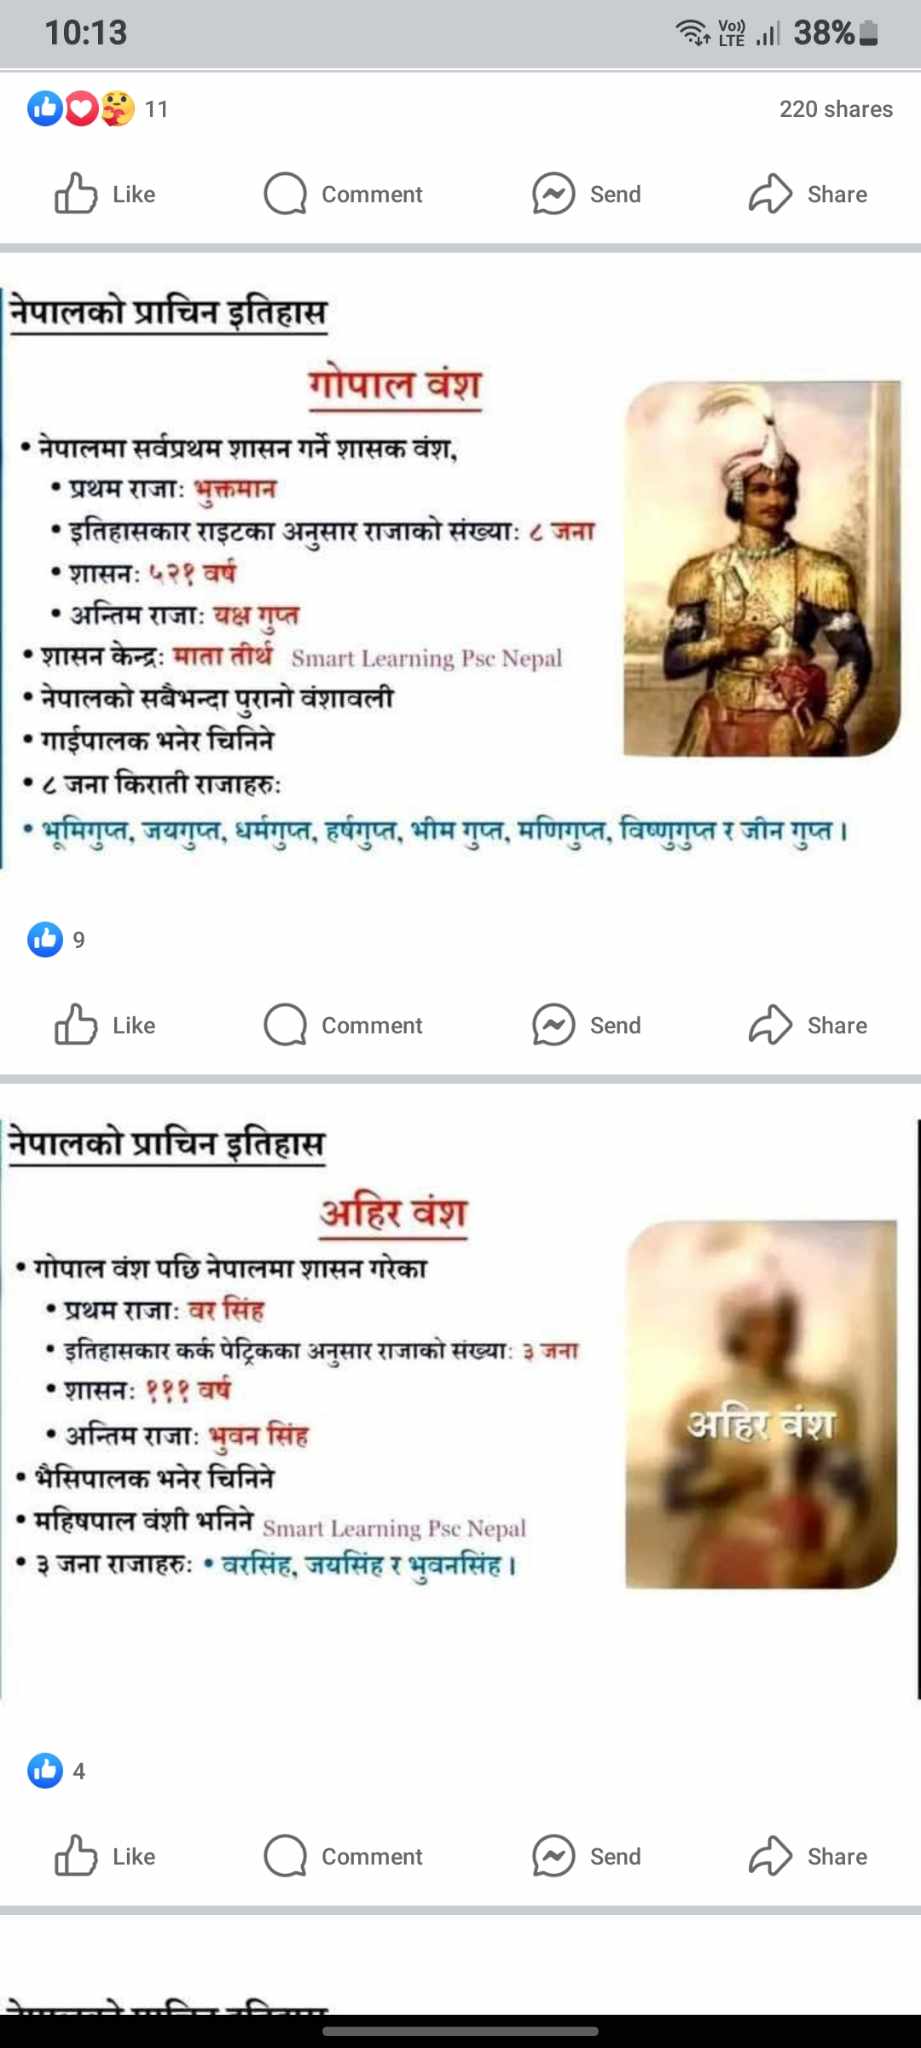 10:13
Vo)) LTE 38%
11 220 shares
Like Comment Send Share
नेपालको प्राचिन इतिहास
गोपाल वंश
• नेपालमा सर्वप्रथम शासन गर्ने शासक वंश,
• प्रथम राजाः भुक्तमान
• इतिहासकार राइटका अनुसार राजाको संख्याः ८ जना
• शासनः ५२१ वर्ष
• अन्तिम राजाः यक्ष गुप्त
• शासन केन्द्रः माता तीर्थ Smart Learning Psc Nepal
• नेपालको सबैभन्दा पुरानो वंशावली
• गाईपालक भनेर चिनिने
• ८ जना किराती राजाहरुः
• भूमिगुप्त, जयगुप्त, धर्मगुप्त, हर्षगुप्त, भीम गुप्त, मणिगुप्त, विष्णुगुप्त र जीन गुप्त।
9
Like Comment Send Share
नेपालको प्राचिन इतिहास
अहिर वंश
• गोपाल वंश पछि नेपालमा शासन गरेका
• प्रथम राजाः वर सिंह
• इतिहासकार कर्क पेट्रिकका अनुसार राजाको संख्याः ३ जना
• शासनः १११ वर्ष
• अन्तिम राजाः भुवन सिंह
अहिर वंश
• भैसिपालक भनेर चिनिने
• महिषपाल वंशी भनिने Smart Learning Psc Nepal
• ३ जना राजाहरुः • वरसिंह, जयसिंह र भुवनसिंह।
4
Like Comment Send Share